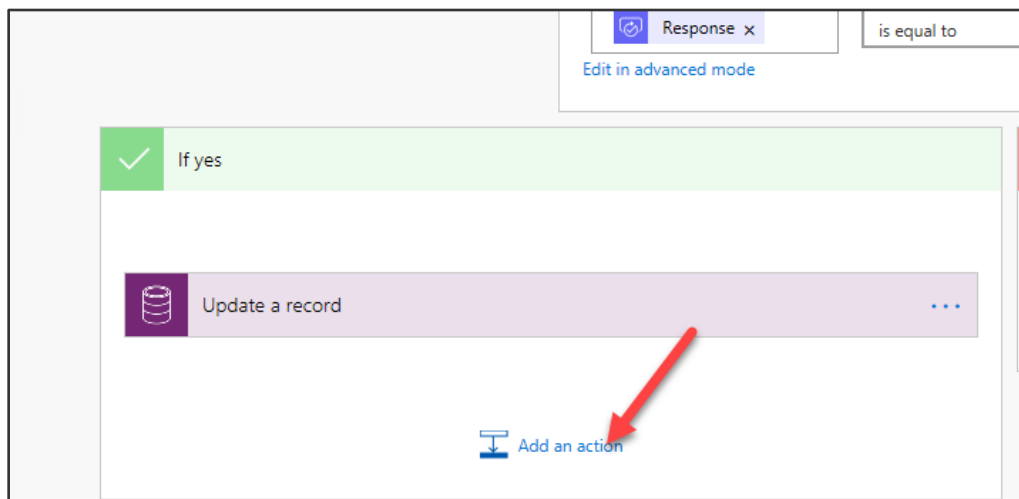 Response ×
is equal to
Edit in advanced mode
If yes
Update a record
...
Add an action